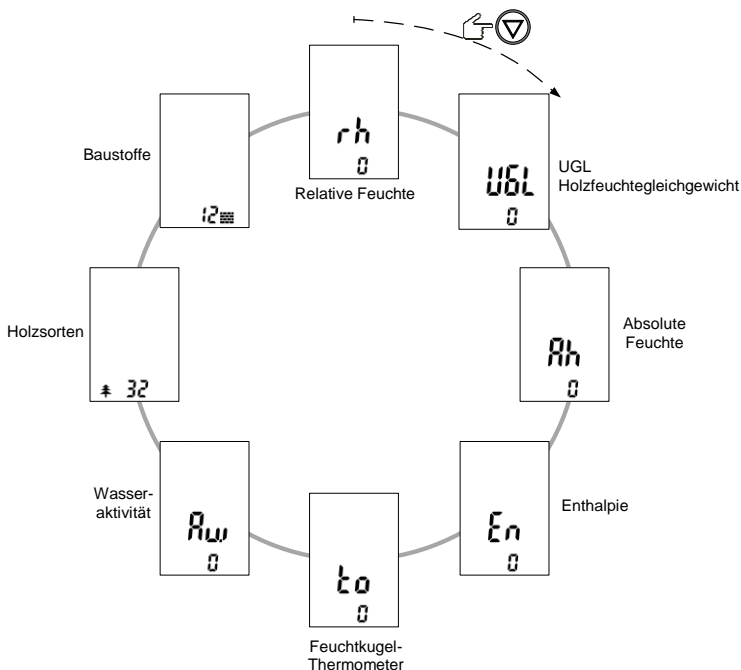 rh
0
Relative Feuchte
UGL
0
UGL
Holzfeuchtegleichgewicht
Ah
0
Absolute
Feuchte
En
0
Enthalpie
to
0
Feuchtkugel-
Thermometer
Aw
0
Wasser-
aktivität
32
Holzsorten
12
Baustoffe